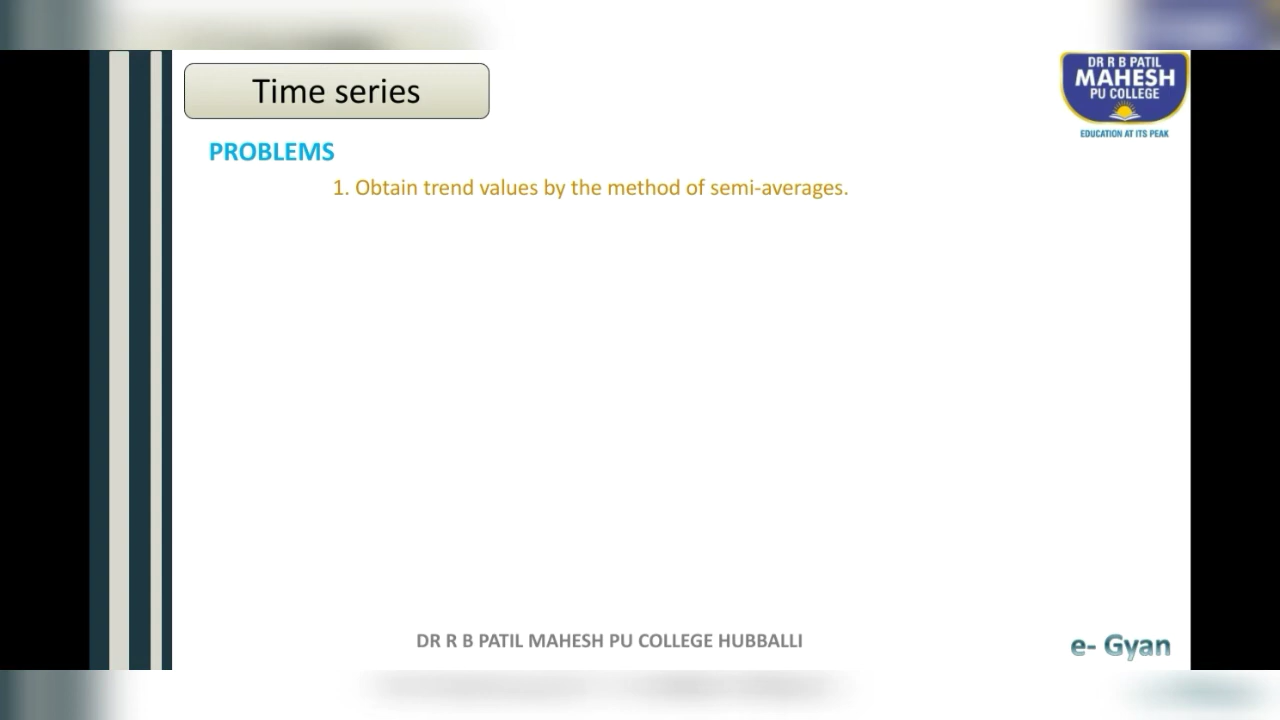 Time series
DR R B PATIL
MAHESH
PU COLLEGE
EDUCATION AT ITS PEAK
PROBLEMS
1. Obtain trend values by the method of semi-averages.
DR R B PATIL MAHESH PU COLLEGE HUBBALLI
e- Gyan